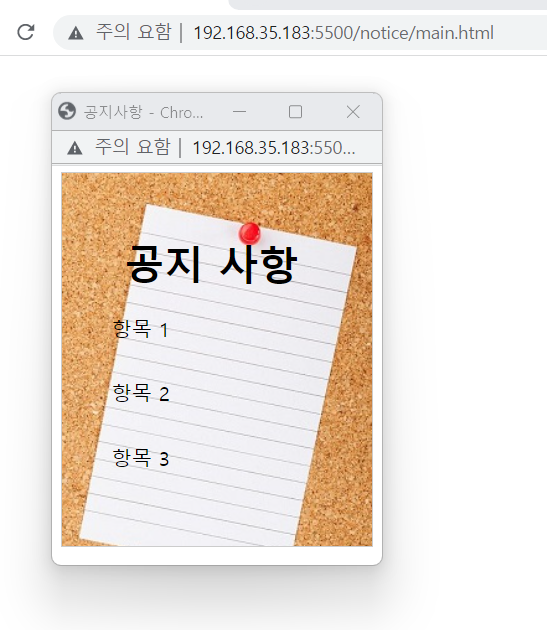 주의 요함 | 192.168.35.183:5500/notice/main.html
공지사항 - Chro...
주의 요함 | 192.168.35.183:550...
공지 사항
항목 1
항목 2
항목 3